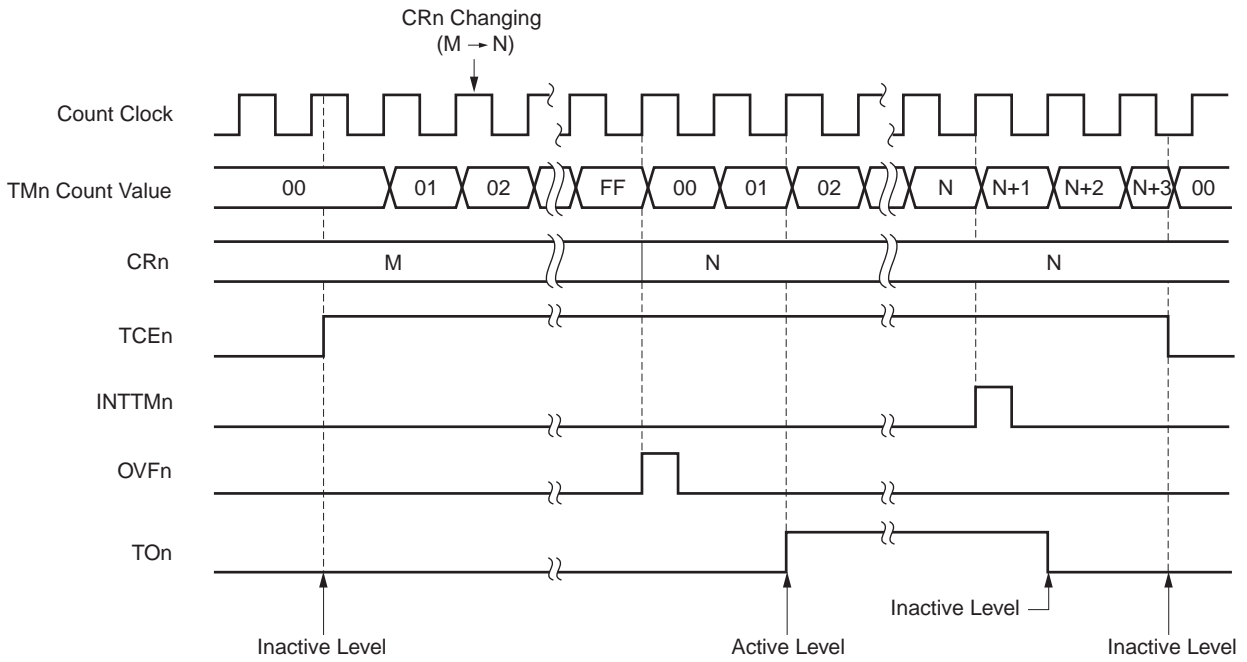 CRn Changing
(M → N)
Count Clock
TMn Count Value
00 01 02 FF 00 01 02 N N+1 N+2 N+3 00
CRn
M N N
TCEn
INTTMn
OVFn
TOn
Inactive Level
Inactive Level Active Level Inactive Level